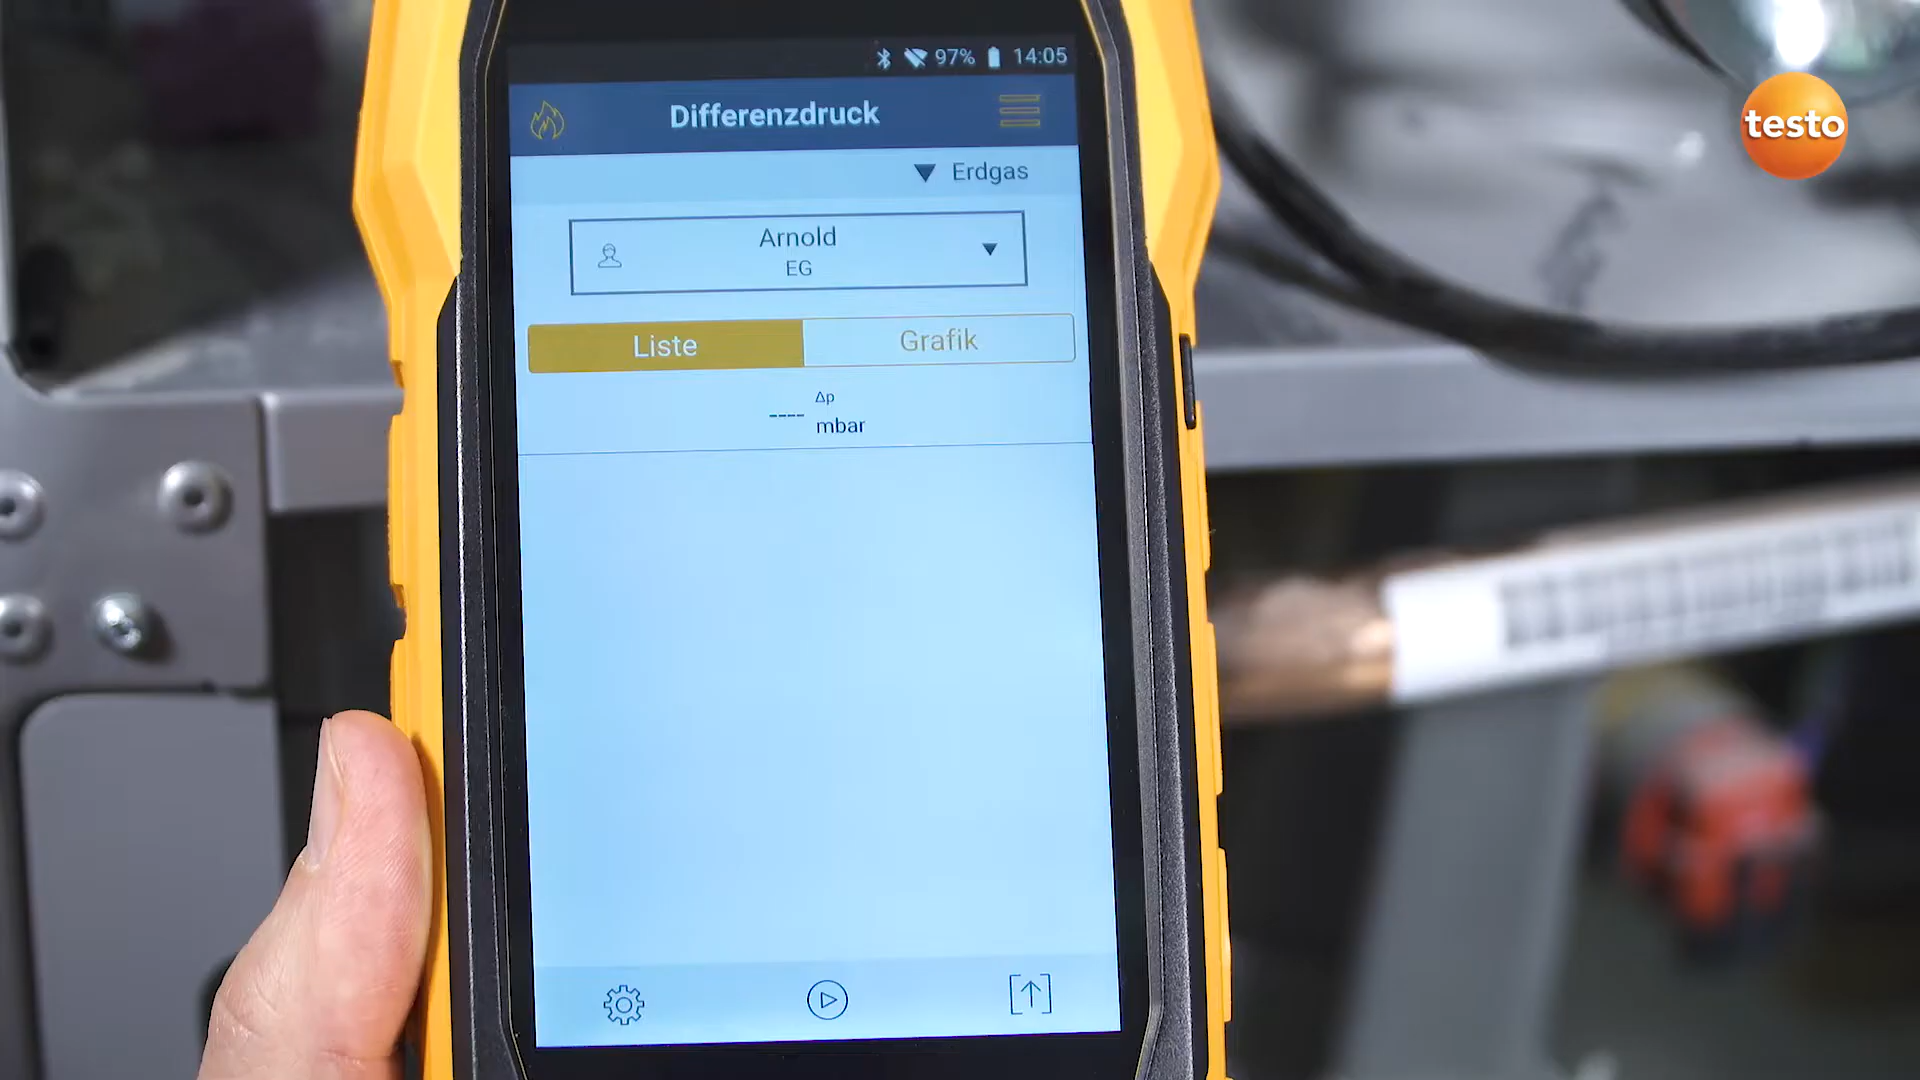 97% 14:05
Differenzdruck
testo
Erdgas
Arnold
EG
Liste Grafik
Δp
---- mbar